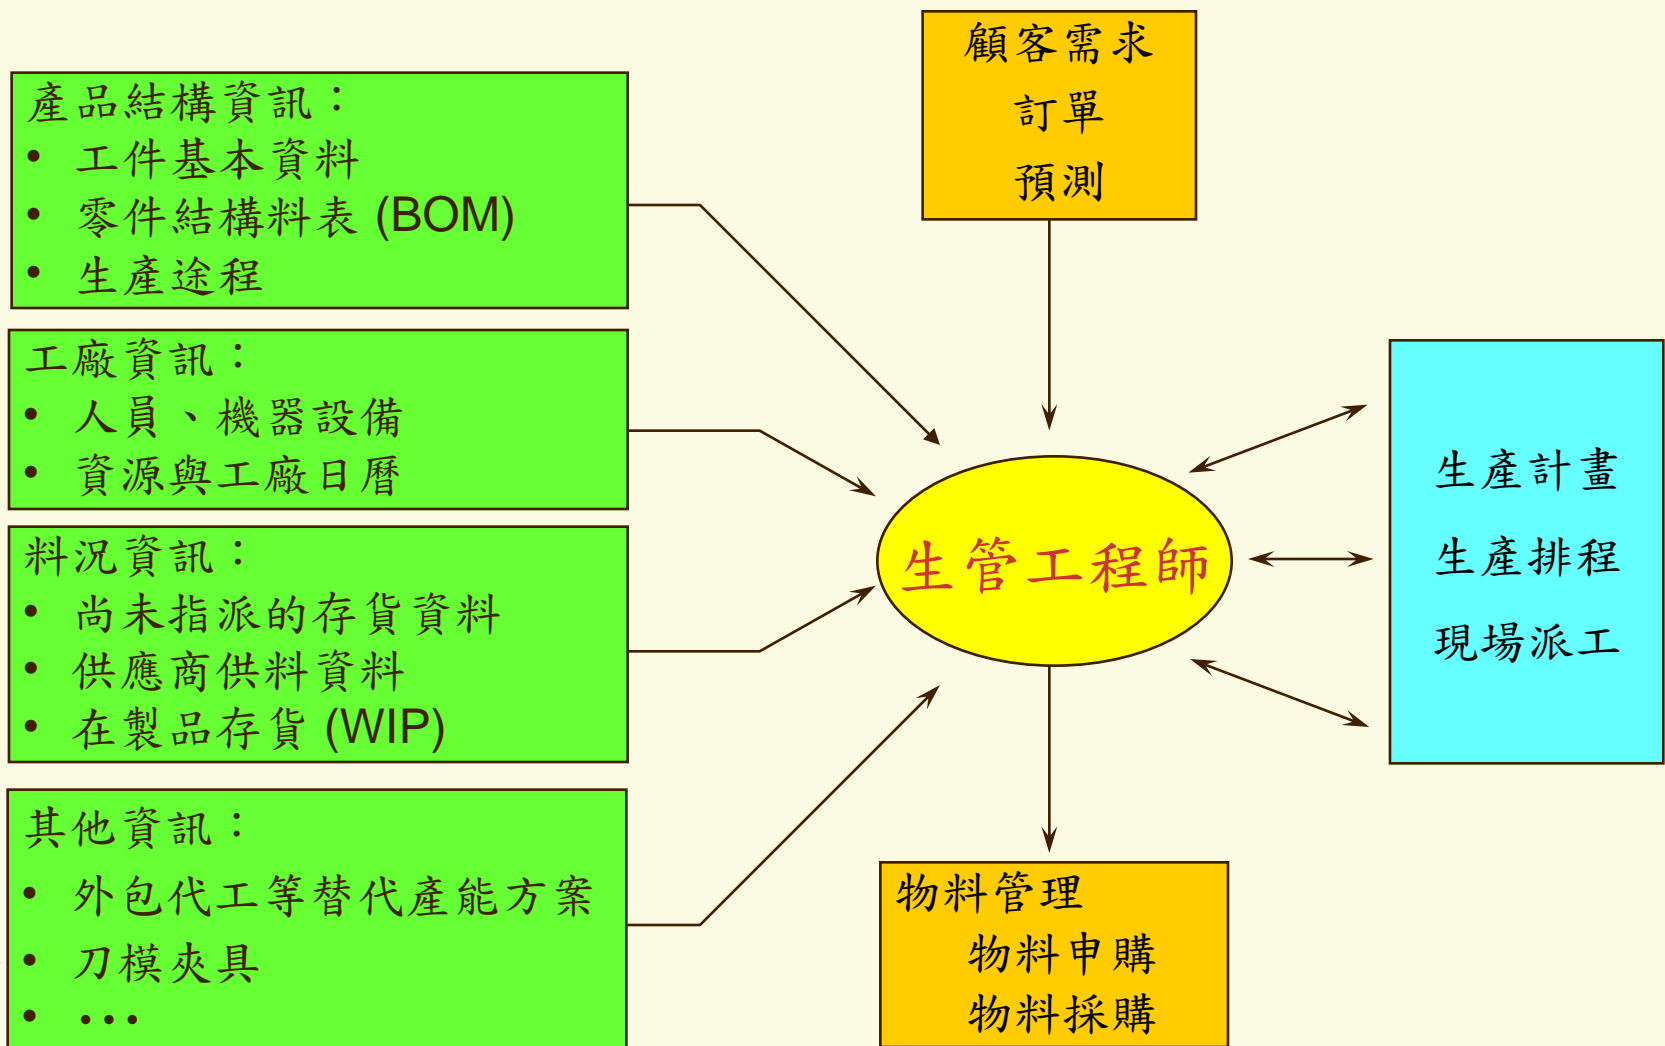 產品結構資訊：
• 工件基本資料
• 零件結構料表 (BOM)
• 生產途程
工廠資訊：
• 人員、機器設備
• 資源與工廠日曆
料況資訊：
• 尚未指派的存貨資料
• 供應商供料資料
• 在製品存貨 (WIP)
其他資訊：
• 外包代工等替代產能方案
• 刀模夾具
• …
顧客需求
訂單
預測
生管工程師
物料管理
物料申購
物料採購
生產計畫
生產排程
現場派工